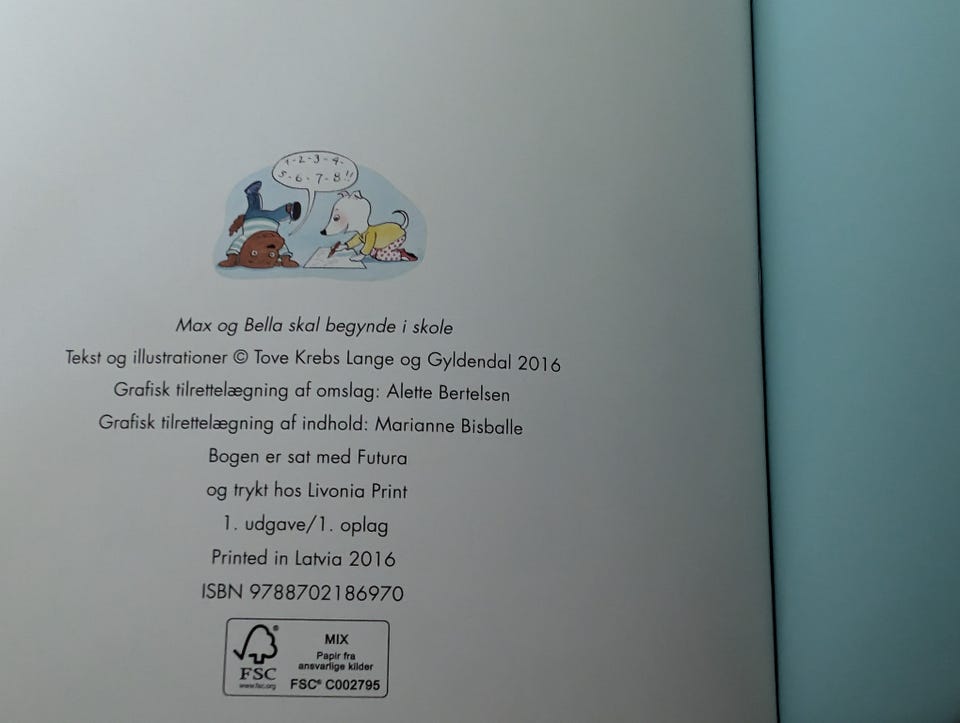 1-2-3-4-
5-6-7-8!!
Max og Bella skal begynde i skole
Tekst og illustrationer © Tove Krebs Lange og Gyldendal 2016
Grafisk tilrettelægning af omslag: Alette Bertelsen
Grafisk tilrettelægning af indhold: Marianne Bisballe
Bogen er sat med Futura
og trykt hos Livonia Print
1. udgave/1. oplag
Printed in Latvia 2016
ISBN 9788702186970
®
FSC
www.fsc.org
MIX
Papir fra
ansvarlige kilder
FSC® C002795